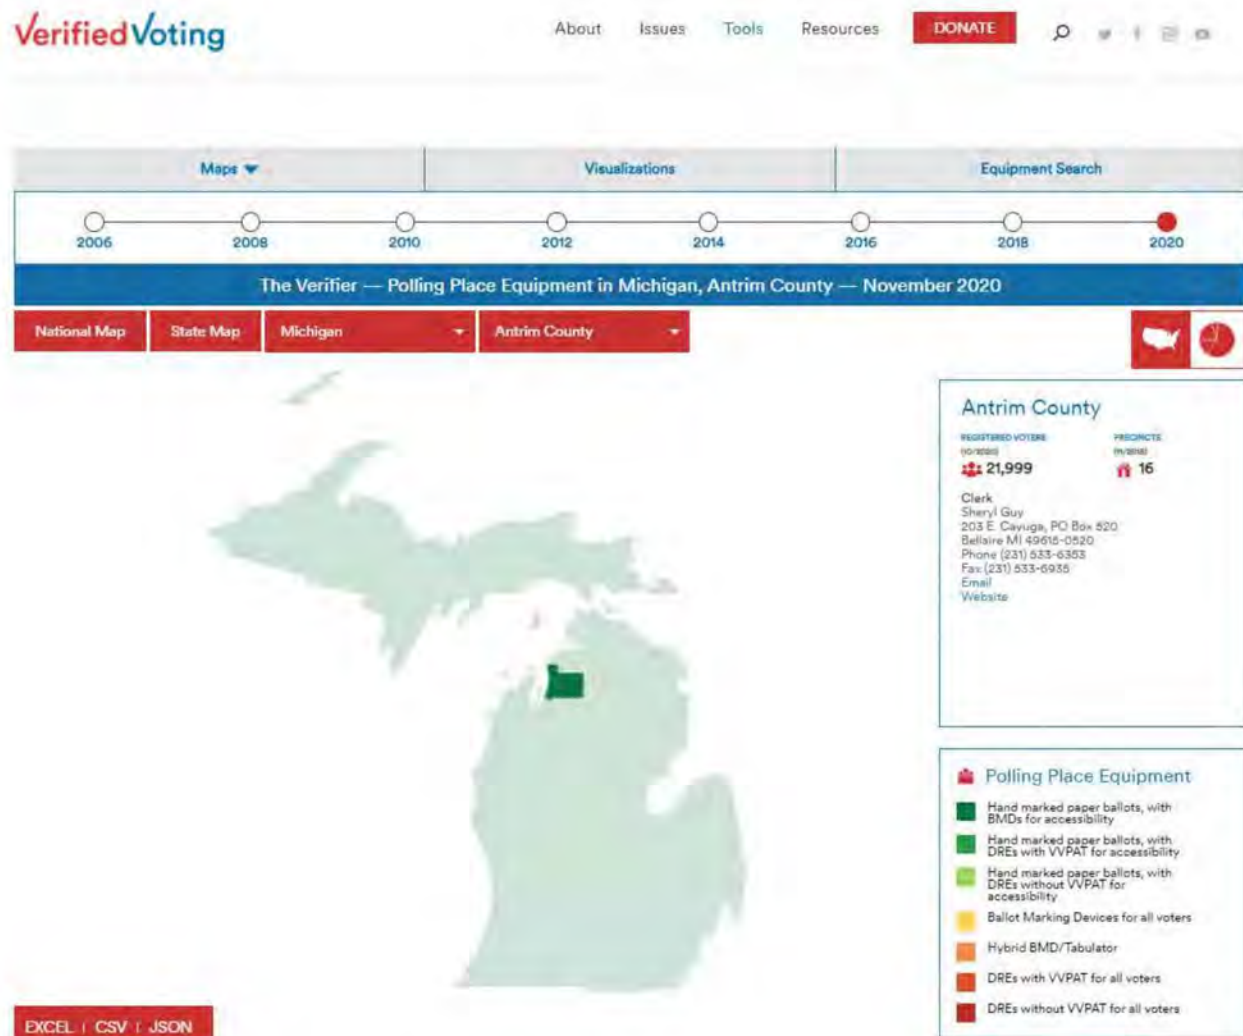 VerifiedVoting
About Issues Tools Resources DONATE
Maps Visualizations Equipment Search
2006 2008 2010 2012 2014 2016 2018 2020
The Verifier — Polling Place Equipment in Michigan, Antrim County — November 2020
National Map State Map Michigan Antrim County
Antrim County
REGISTERED VOTERS PRECINCTS
(10/2020)
21,999 16
Clerk
Sheryl Guy
203 E. Cayuga, PO Box 520
Bellaire MI 49615-0520
Phone (231) 533-6353
Fax (231) 533-6935
Email
Website
Polling Place Equipment
Hand marked paper ballots, with
BMDs for accessibility
Hand marked paper ballots, with
DREs with VVPAT for accessibility
Hand marked paper ballots, with
DREs without VVPAT for
accessibility
Ballot Marking Devices for all voters
Hybrid BMD/Tabulator
DREs with VVPAT for all voters
DREs without VVPAT for all voters
EXCEL | CSV | JSON